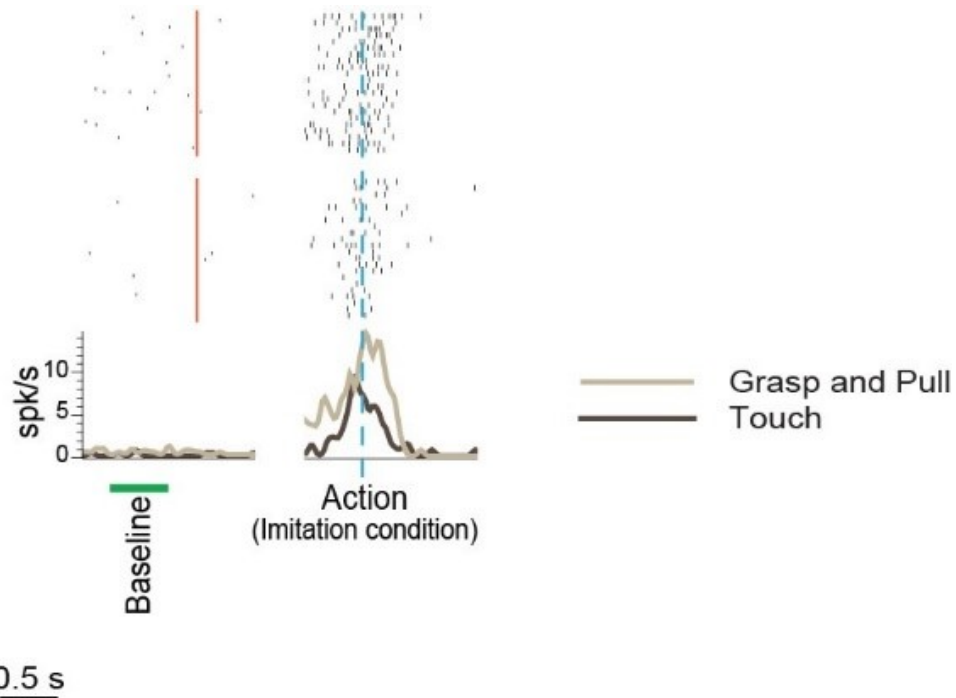 spk/s
10
5
0
Grasp and Pull
Touch
Action
(Imitation condition)
Baseline
0.5 s